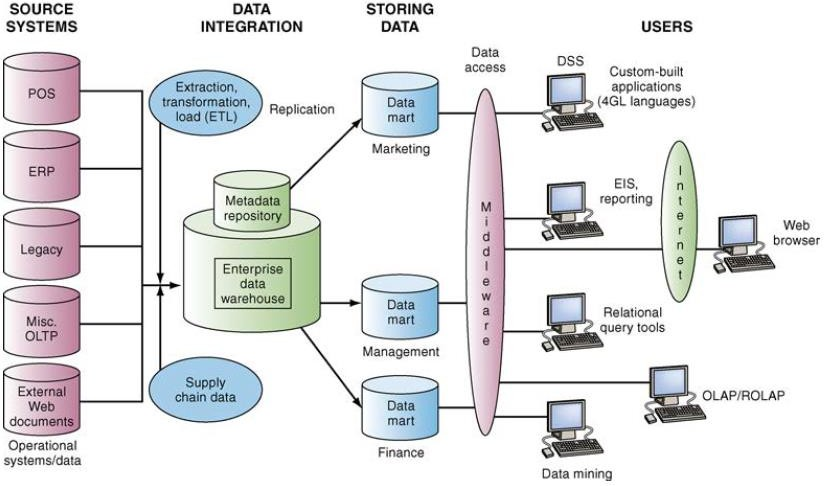 SOURCE
SYSTEMS
DATA
INTEGRATION
STORING
DATA
USERS
POS
ERP
Legacy
Misc.
OLTP
External
Web
documents
Operational
systems/data
Extraction,
transformation,
load (ETL)
Replication
Metadata
repository
Enterprise
data
warehouse
Supply
chain data
Data
mart
Marketing
Data
mart
Management
Data
mart
Finance
Data
access
Middleware
DSS
Custom-built
applications
(4GL languages)
EIS,
reporting
Internet
Web
browser
Relational
query tools
OLAP/ROLAP
Data mining